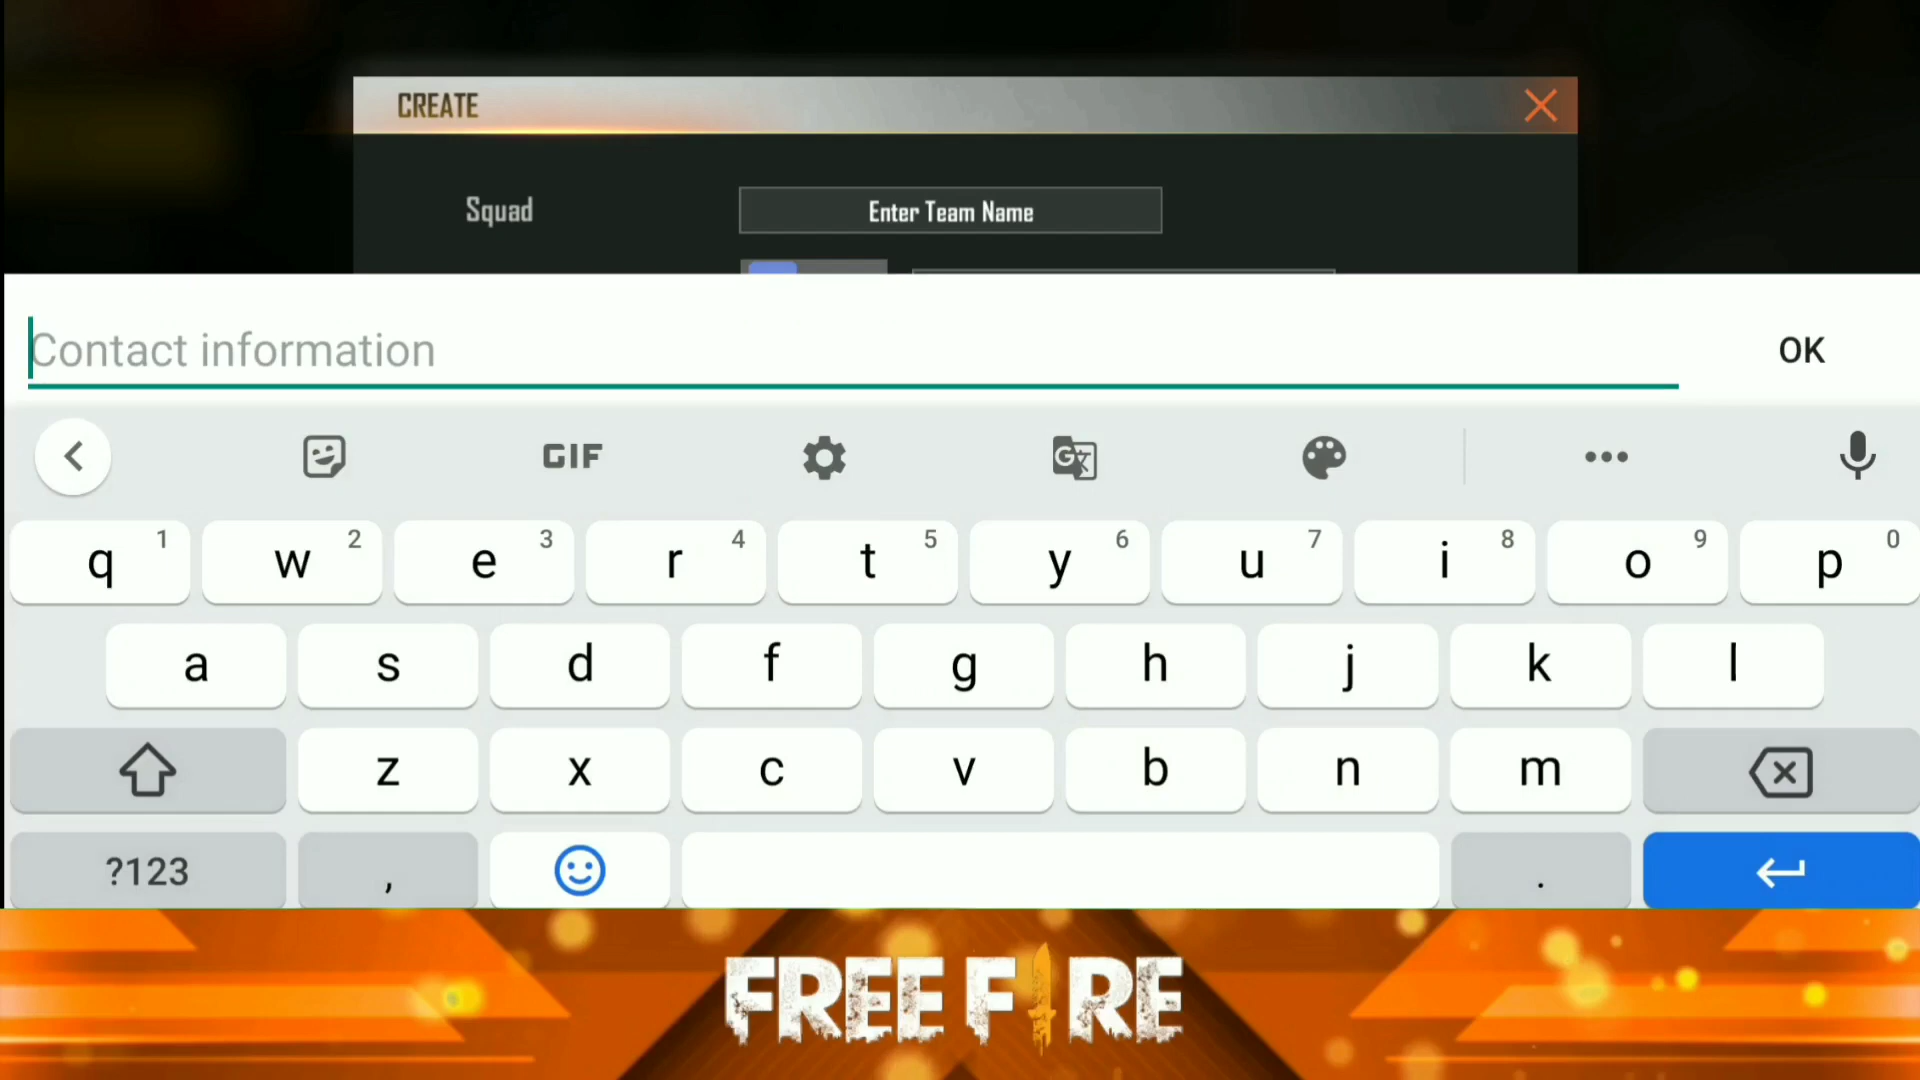 CREATE
Squad Enter Team Name
Contact information OK
GIF G
q 1 w 2 e 3 r 4 t 5 y 6 u 7 i 8 o 9 p 0
a s d f g h j k l
z x c v b n m
?123 , .
FREE FIRE